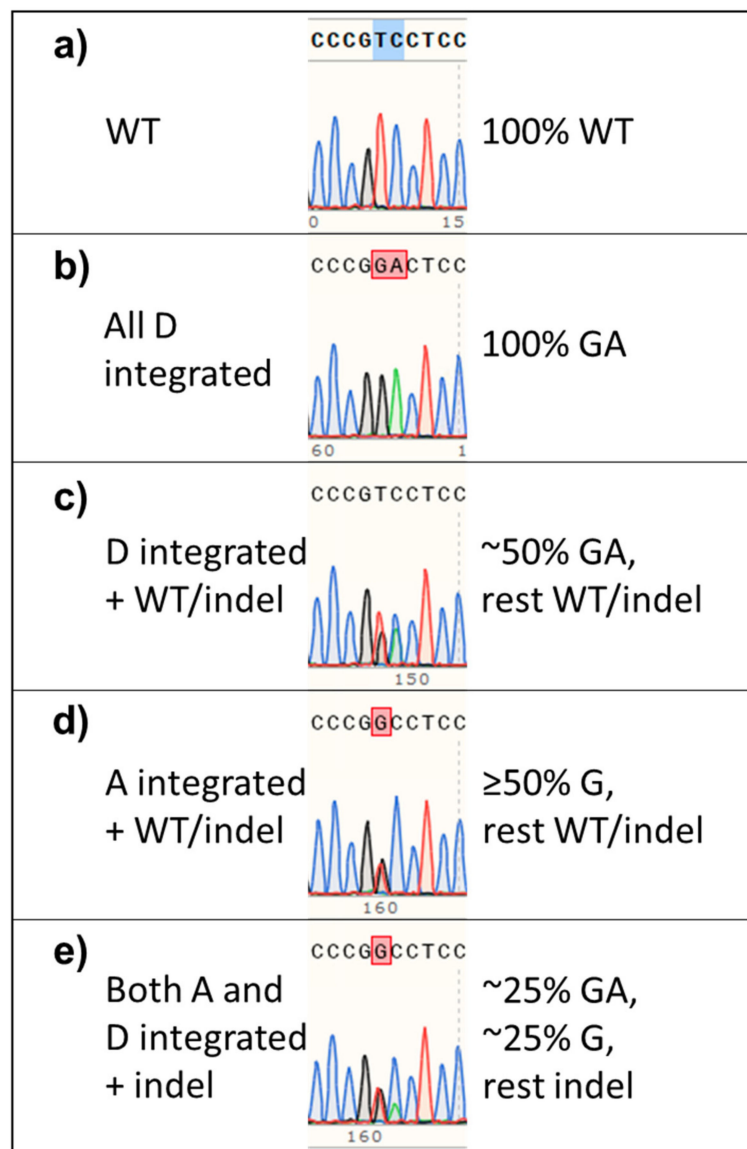 a)
CCCGTCCTCC
WT
100% WT
0 15
b)
CCCGGACTCC
All D
integrated
100% GA
60 1
c)
CCCGTCCTCC
D integrated
+ WT/indel
~50% GA,
rest WT/indel
150
d)
CCCGGCCTCC
A integrated
+ WT/indel
≥50% G,
rest WT/indel
160
e)
CCCGGCCTCC
Both A and
D integrated
+ indel
~25% GA,
~25% G,
rest indel
160